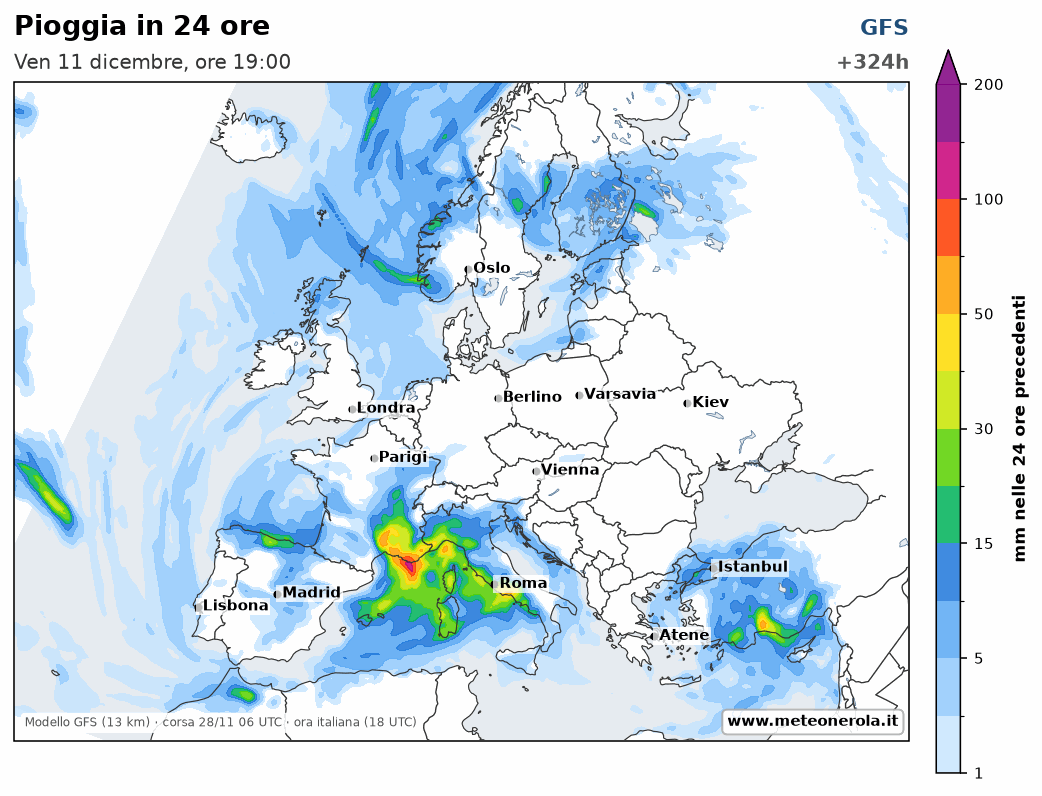 Pioggia in 24 ore
GFS
Ven 11 dicembre, ore 19:00
+324h
200
100
50
30
15
5
1
mm nelle 24 ore precedenti
Oslo
Londra
Berlino
Varsavia
Kiev
Parigi
Vienna
Istanbul
Roma
Madrid
Lisbona
Atene
Modello GFS (13 km) · corsa 28/11 06 UTC · ora italiana (18 UTC)
www.meteonerola.it